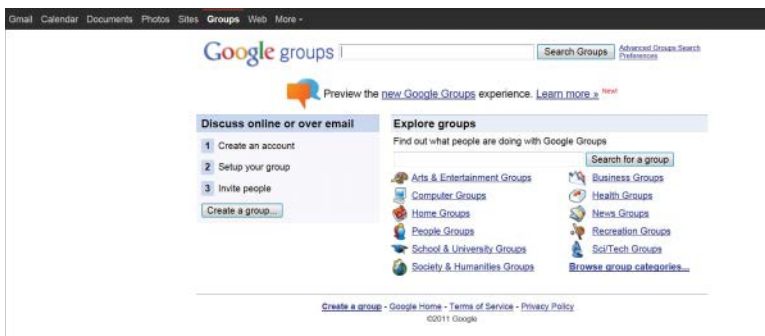 Gmail Calendar Documents Photos Sites Groups Web More
Google groups Search Groups Advanced Groups Search
Preferences
Preview the new Google Groups experience. Learn more » New!
Discuss online or over email
1 Create an account
2 Setup your group
3 Invite people
Create a group...
Explore groups
Find out what people are doing with Google Groups
Search for a group
Arts & Entertainment Groups
Computer Groups
Home Groups
People Groups
School & University Groups
Society & Humanities Groups
Business Groups
Health Groups
News Groups
Recreation Groups
Sci/Tech Groups
Browse group categories...
Create a group - Google Home - Terms of Service - Privacy Policy
©2011 Google